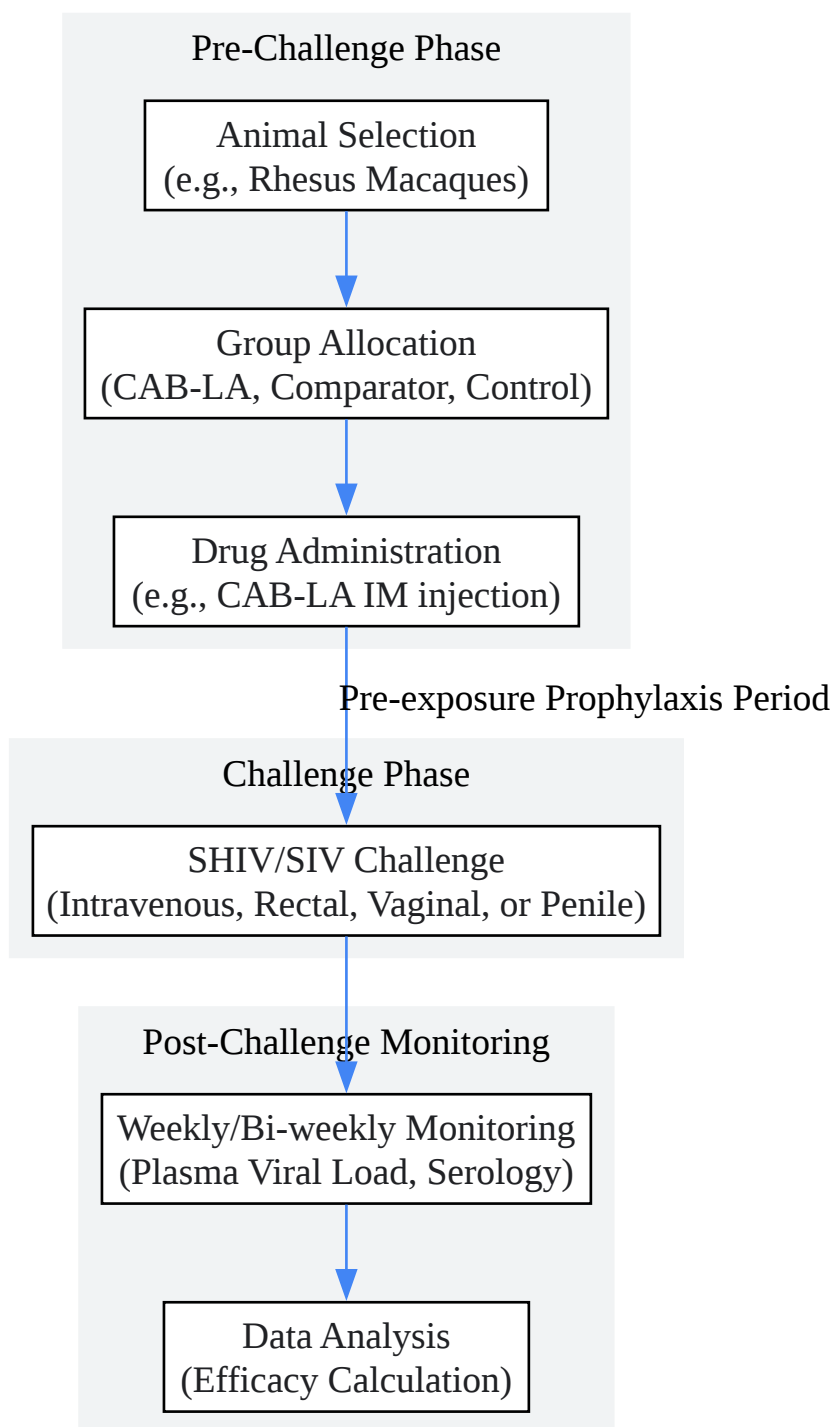 Pre-Challenge Phase
Animal Selection
(e.g., Rhesus Macaques)
Group Allocation
(CAB-LA, Comparator, Control)
Drug Administration
(e.g., CAB-LA IM injection)
Pre-exposure Prophylaxis Period
Challenge Phase
SHIV/SIV Challenge
(Intravenous, Rectal, Vaginal, or Penile)
Post-Challenge Monitoring
Weekly/Bi-weekly Monitoring
(Plasma Viral Load, Serology)
Data Analysis
(Efficacy Calculation)